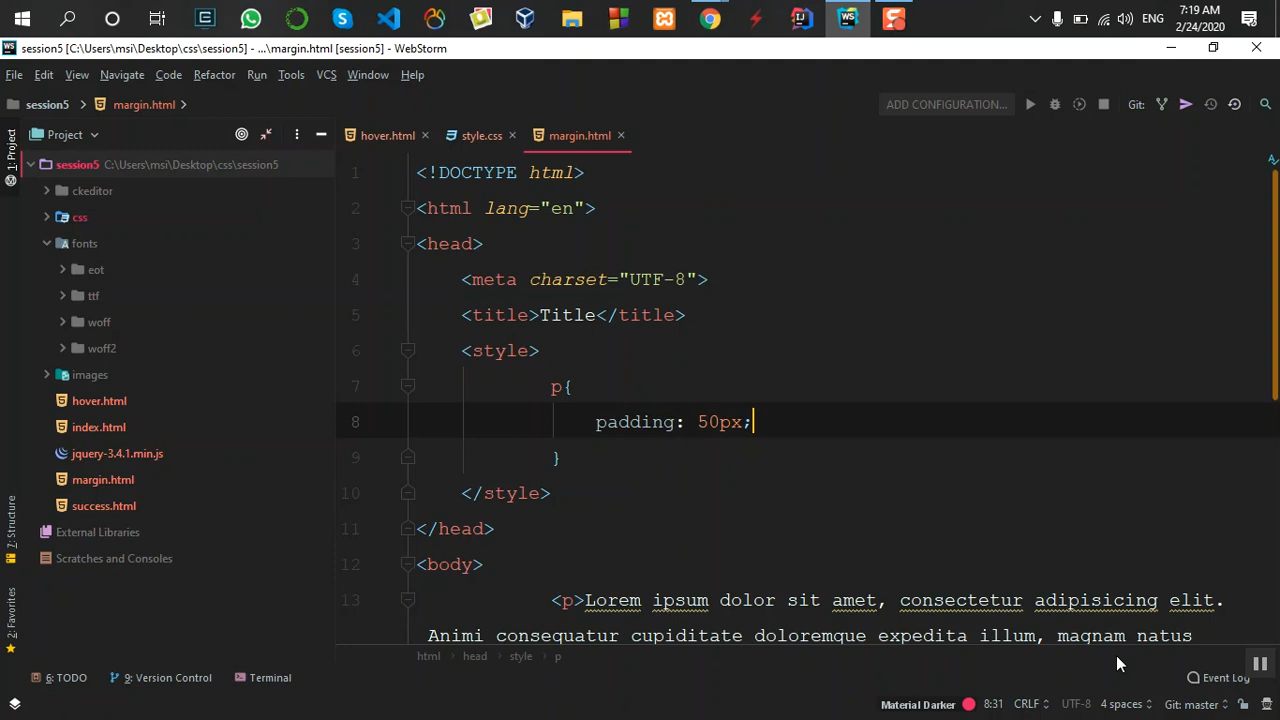 ENG
7:19 AM
2/24/2020
session5 [C:\Users\msi\Desktop\css\session5] - ...\margin.html [session5] - WebStorm
File Edit View Navigate Code Refactor Run Tools VCS Window Help
session5 margin.html ADD CONFIGURATION... Git:
Project hover.html style.css margin.html
1: Project
session5 C:\Users\msi\Desktop\css\session5
ckeditor
css
fonts
eot
ttf
woff
woff2
images
hover.html
index.html
jquery-3.4.1.min.js
margin.html
success.html
External Libraries
Scratches and Consoles
7: Structure
2: Favorites
1 <!DOCTYPE html>
2 <html lang="en">
3 <head>
4 <meta charset="UTF-8">
5 <title>Title</title>
6 <style>
7 p{
8 padding: 50px;
9 }
10 </style>
11 </head>
12 <body>
13 <p>Lorem ipsum dolor sit amet, consectetur adipisicing elit.
Animi consequatur cupiditate doloremque expedita illum, magnam natus
html head style p
6: TODO 9: Version Control Terminal Event Log
Material Darker 8:31 CRLF UTF-8 4 spaces Git: master